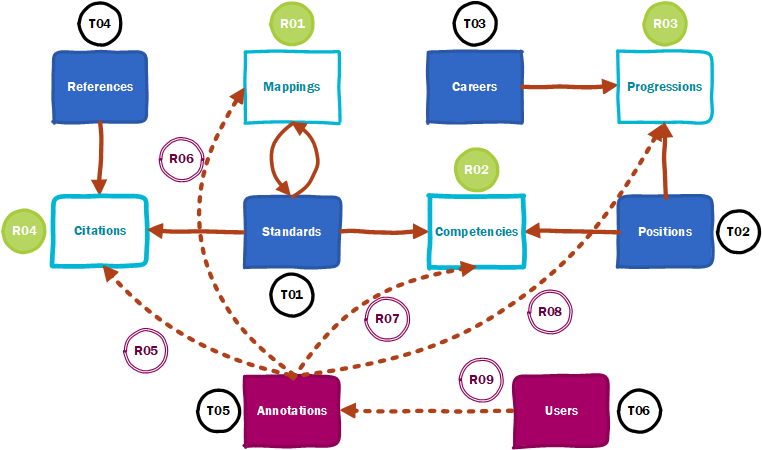 T04
R01
T03
R03
References
Mappings
Careers
Progressions
R06
R02
R04
Citations
Standards
Competencies
Positions
T02
T01
R07
R08
R05
R09
T05
Annotations
Users
T06